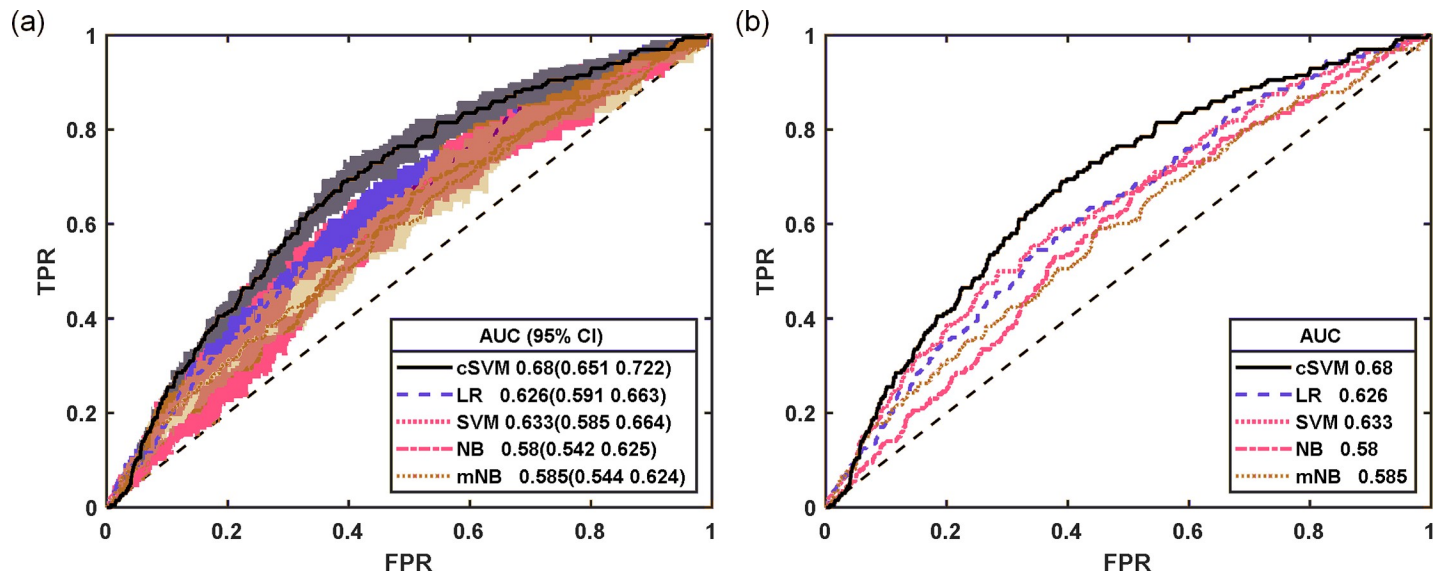 (a)
1
0.8
0.6
0.4
0.2
0
TPR
0 0.2 0.4 0.6 0.8 1
FPR
AUC (95% CI)
cSVM 0.68(0.651 0.722)
LR 0.626(0.591 0.663)
SVM 0.633(0.585 0.664)
NB 0.58(0.542 0.625)
mNB 0.585(0.544 0.624)
(b)
1
0.8
0.6
0.4
0.2
0
TPR
0 0.2 0.4 0.6 0.8 1
FPR
AUC
cSVM 0.68
LR 0.626
SVM 0.633
NB 0.58
mNB 0.585